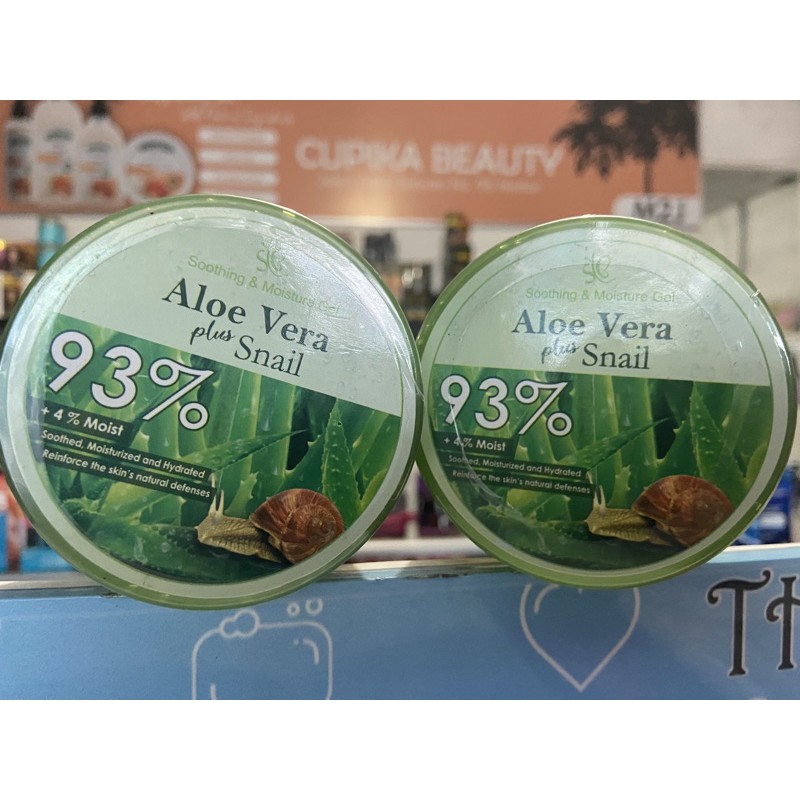 CUPIKA BEAUTY
Soothing & Moisture Gel
Aloe Vera
plus Snail
93%
+ 4 % Moist
Soothed, Moisturized and Hydrated
Reinforce the skin's natural defenses
Soothing & Moisture Gel
Aloe Vera
plus Snail
93%
+ 4% Moist
Soothed, Moisturized and Hydrated
Reinforce the skin's natural defenses
TH